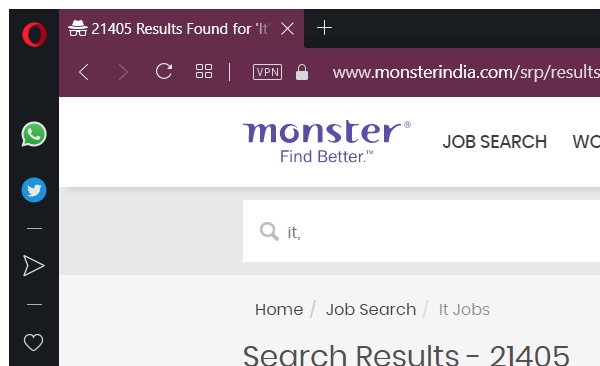 21405 Results Found for 'It'
VPN www.monsterindia.com/srp/results
monster®
Find Better.™
JOB SEARCH
it,
Home / Job Search / It Jobs
Search Results - 21405